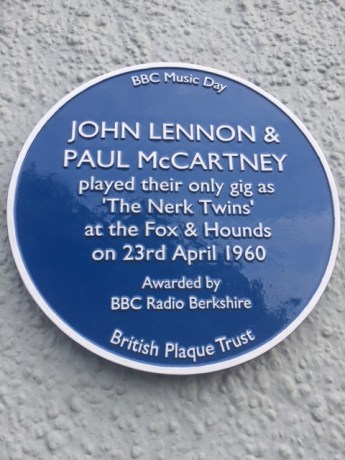 BBC Music Day
JOHN LENNON &
PAUL McCARTNEY
played their only gig as
'The Nerk Twins'
at the Fox & Hounds
on 23rd April 1960
Awarded by
BBC Radio Berkshire
British Plaque Trust